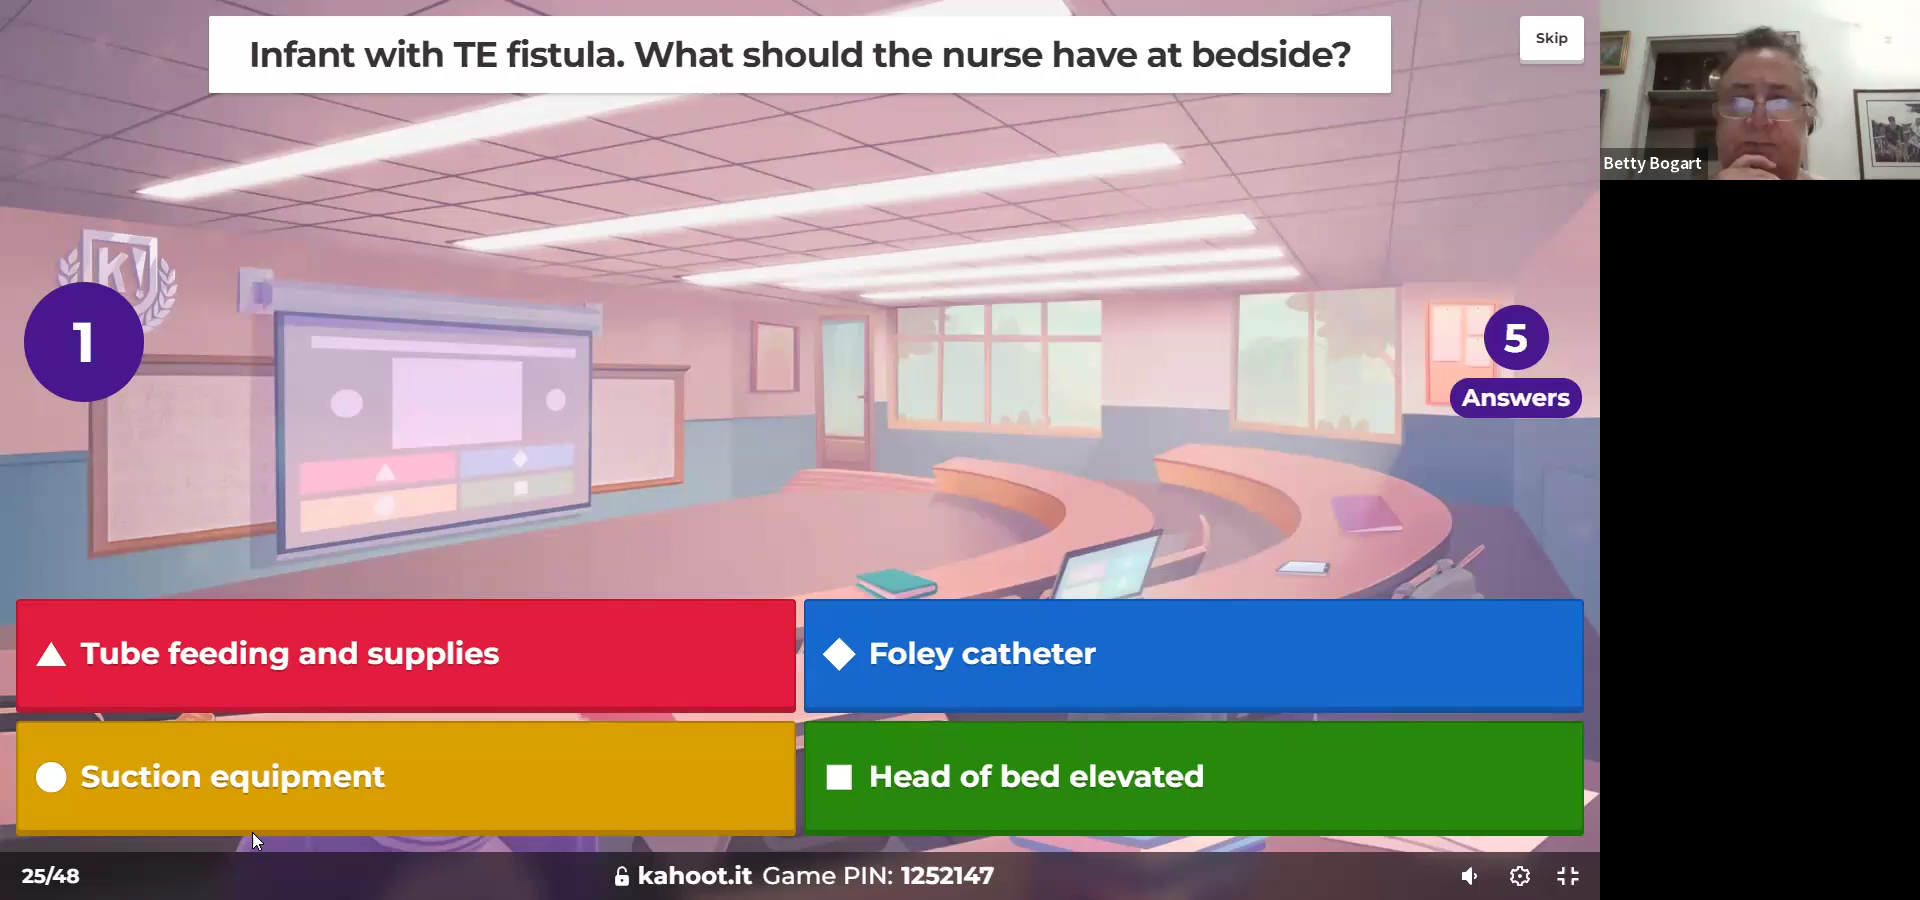 Infant with TE fistula. What should the nurse have at bedside?
Skip
Betty Bogart
K!
1
5
Answers
Tube feeding and supplies
Foley catheter
Suction equipment
Head of bed elevated
25/48
kahoot.it Game PIN: 1252147